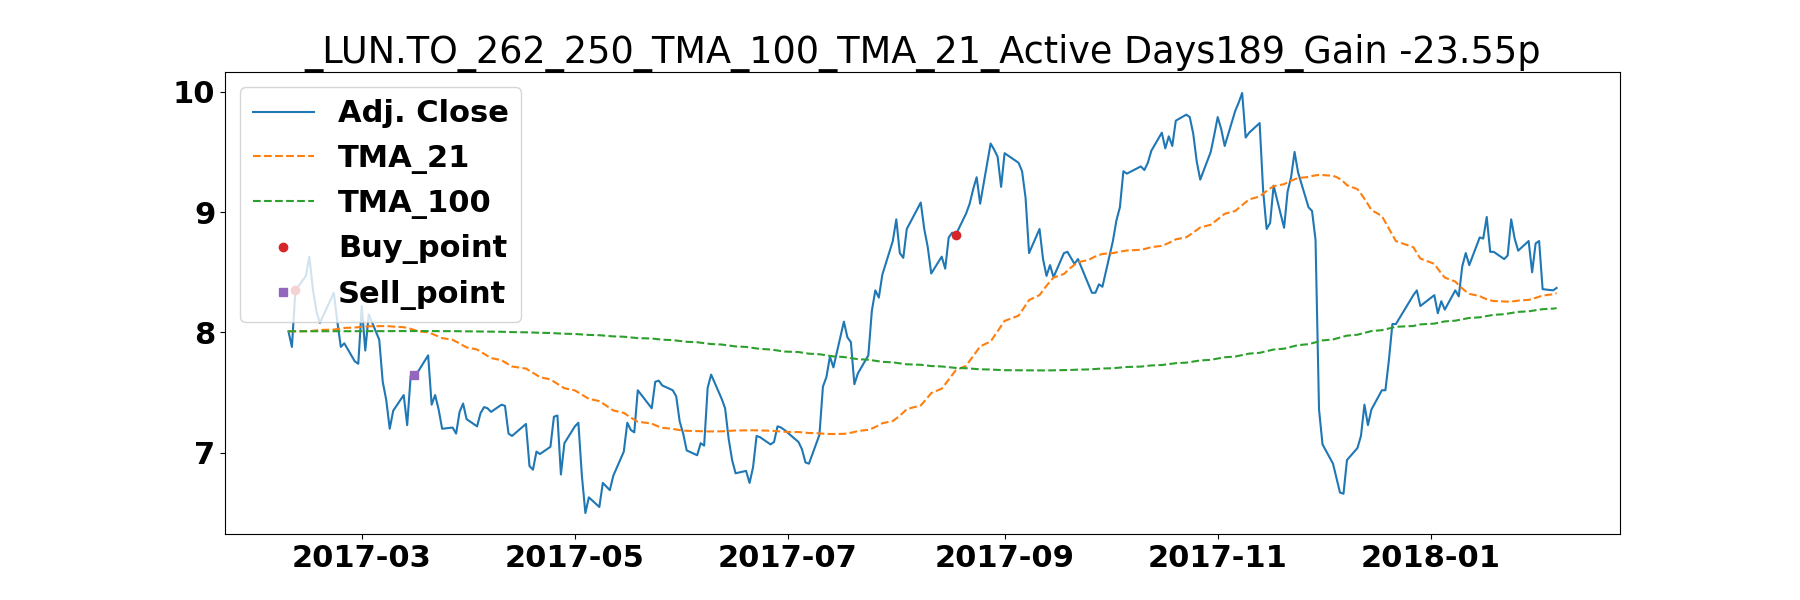 _LUN.TO_262_250_TMA_100_TMA_21_Active Days189_Gain -23.55p
10
9
8
7
Adj. Close
TMA_21
TMA_100
Buy_point
Sell_point
2017-03 2017-05 2017-07 2017-09 2017-11 2018-01